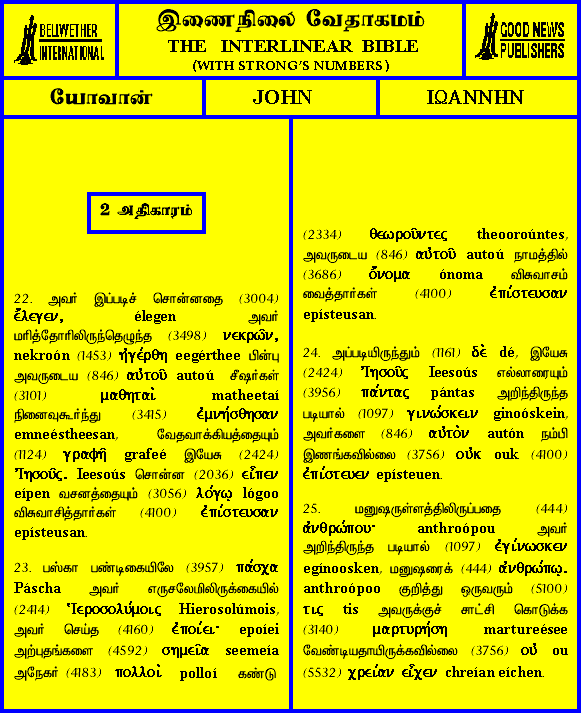 BELLWETHER
INTERNATIONAL
இணைநிலை வேதாகமம்
THE INTERLINEAR BIBLE
(WITH STRONG'S NUMBERS)
GOOD NEWS
PUBLISHERS
யோவான்
JOHN
ΙΩΑΝΝΗΝ
2 அதிகாரம்
22. அவர் இப்படிச் சொன்னதை (3004)
ἔλεγεν, élegen அவர்
மரித்தோரிலிருந்தெழுந்த (3498) νεκρῶν,
nekroón (1453) ἠγέρθη eegérthee பின்பு
அவருடைய (846) αὐτοῦ autoú சீஷர்கள்
(3101) μαθηταὶ matheetaí
நினைவுகூர்ந்து (3415) ἐμνήσθησαν
emneéstheesan, வேதவாக்கியத்தையும்
(1124) γραφῆ grafeé இயேசு (2424)
Ἰησοῦς. Ieesoús சொன்ன (2036) εἶπεν
eípen வசனத்தையும் (3056) λόγῳ lógoo
விசுவாசித்தார்கள் (4100) ἐπίστευσαν
epísteusan.
23. பஸ்கா பண்டிகையிலே (3957) πάσχα
Páscha அவர் எருசலேமிலிருக்கையில்
(2414) Ἱεροσολύμοις Hierosolúmois,
அவர் செய்த (4160) ἐποίει· epoíei
அற்புதங்களை (4592) σημεῖα seemeía
அநேகர் (4183) πολλοὶ polloí கண்டு
(2334) θεωροῦντες theooroúntes,
அவருடைய (846) αὐτοῦ autoú நாமத்தில்
(3686) ὄνομα ónoma விசுவாசம்
வைத்தார்கள் (4100) ἐπίστευσαν
epísteusan.
24. அப்படியிருந்தும் (1161) δὲ dé, இயேசு
(2424) Ἰησοῦς Ieesoús எல்லாரையும்
(3956) πάντας pántas அறிந்திருந்த
படியால் (1097) γινώσκειν ginoóskein,
அவர்களை (846) αὐτὸν autón நம்பி
இணங்கவில்லை (3756) οὐκ ouk (4100)
ἐπίστευεν epísteuen.
25. மனுஷருள்ளத்திலிருப்பதை (444)
ἀνθρώπου· anthroópou அவர்
அறிந்திருந்த படியால் (1097) ἐγίνωσκεν
egínoosken, மனுஷரைக் (444) ἀνθρώπῳ.
anthroópoo குறித்து ஒருவரும் (5100)
τις tis அவருக்குச் சாட்சி கொடுக்க
(3140) μαρτυρήση martureésee
வேண்டியதாயிருக்கவில்லை (3756) οὐ ou
(5532) χρείαν εἶχεν chreían eíchen.